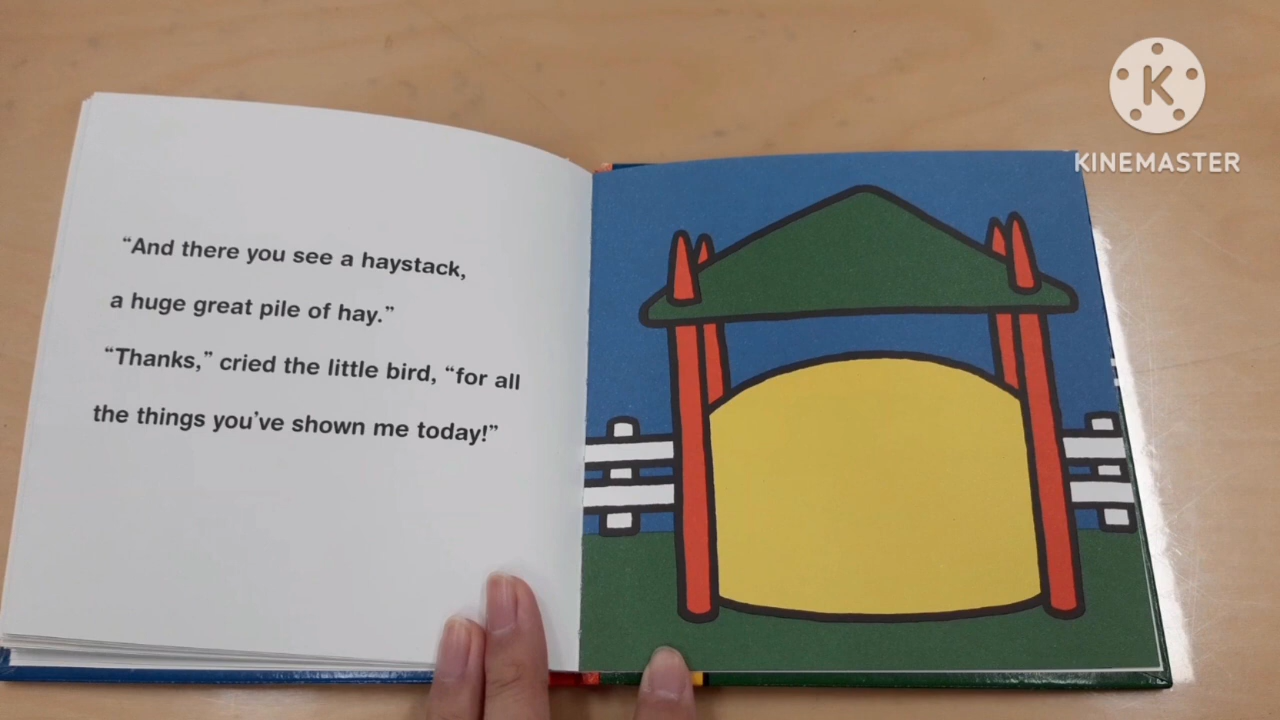 “And there you see a haystack,
a huge great pile of hay.”
“Thanks,” cried the little bird, “for all
the things you’ve shown me today!”
K
KINEMASTER